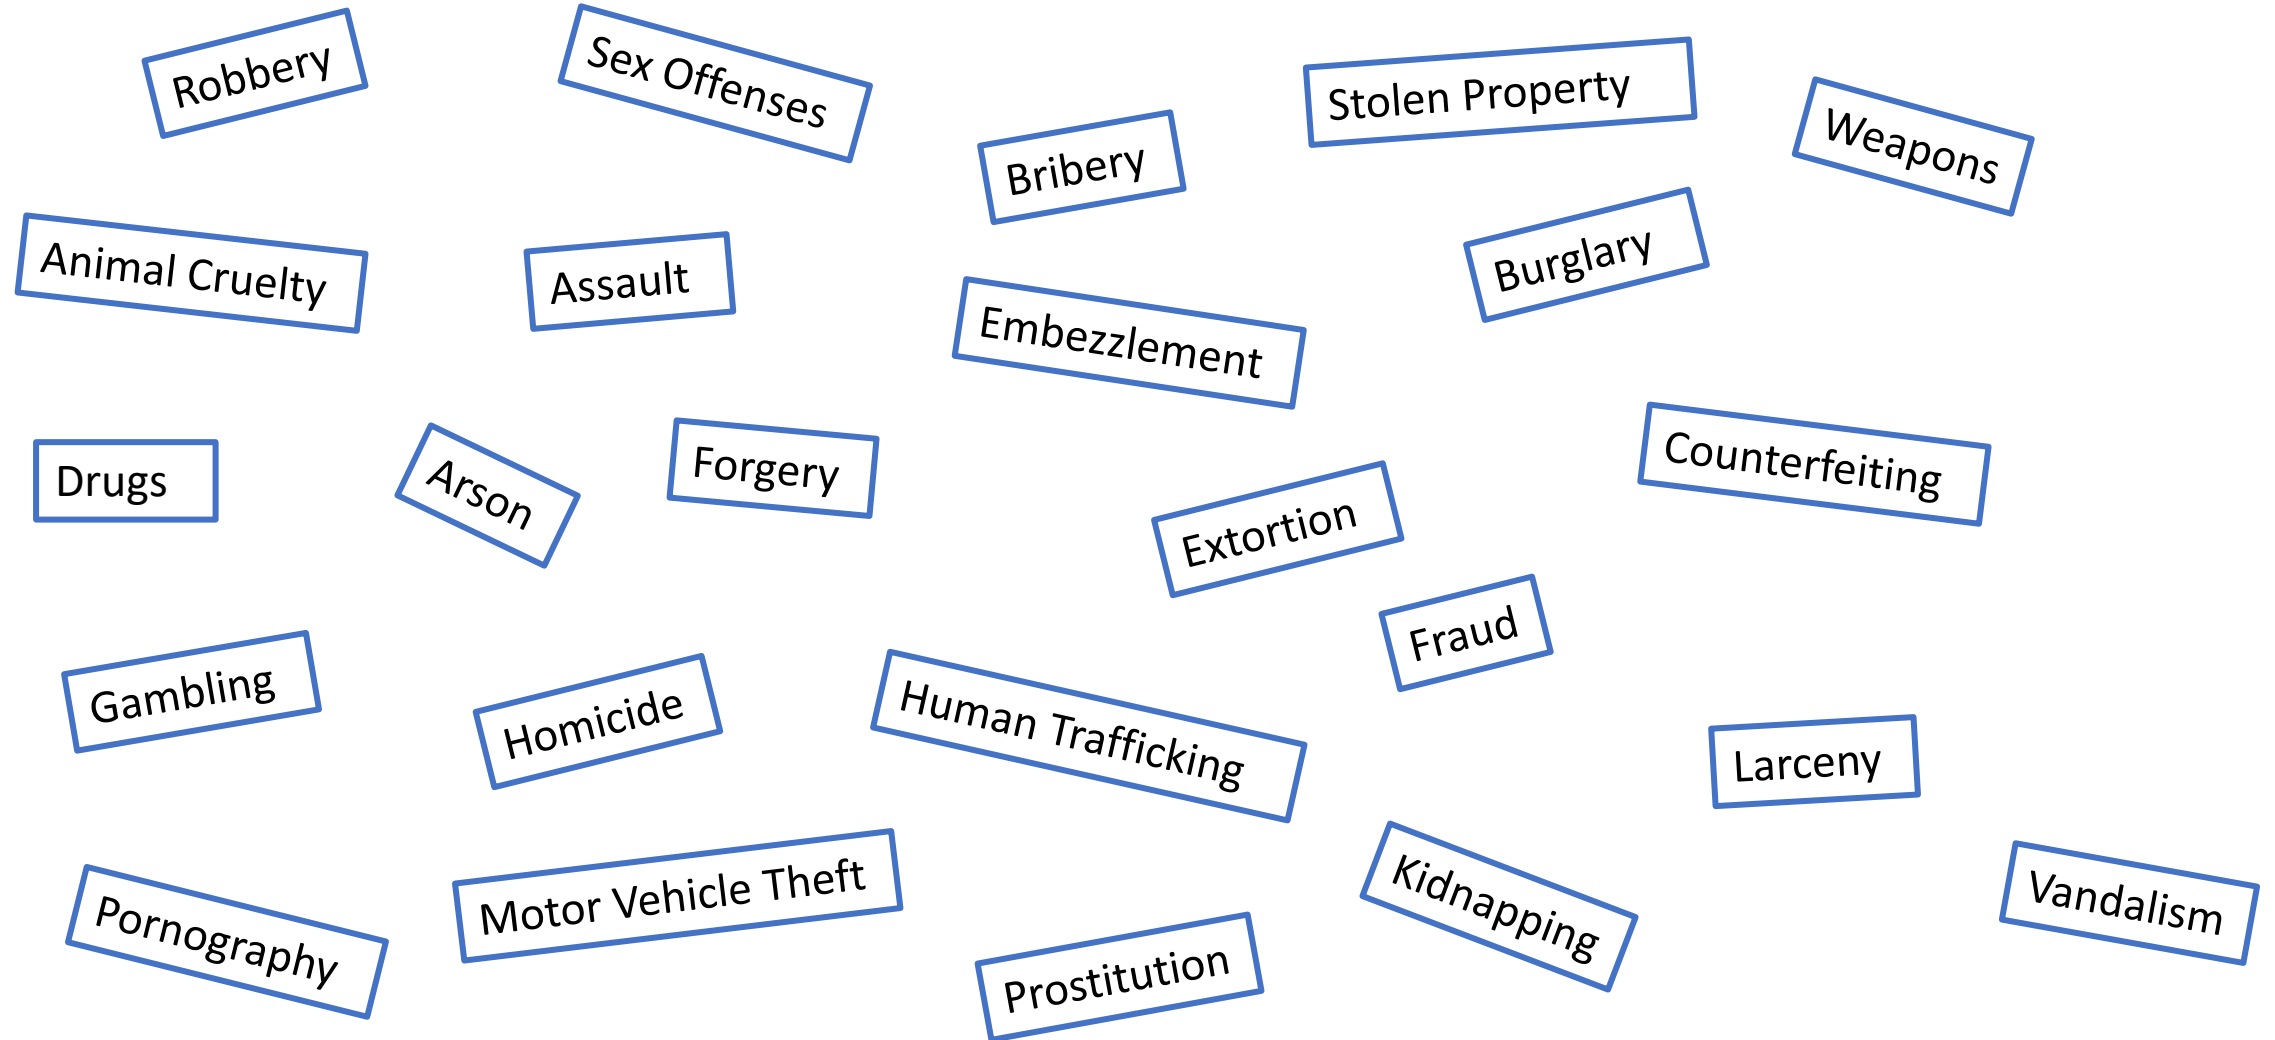 Robbery
Sex Offenses
Stolen Property
Weapons
Bribery
Burglary
Animal Cruelty
Assault
Embezzlement
Drugs
Arson
Forgery
Counterfeiting
Extortion
Fraud
Gambling
Homicide
Human Trafficking
Larceny
Pornography
Motor Vehicle Theft
Kidnapping
Vandalism
Prostitution